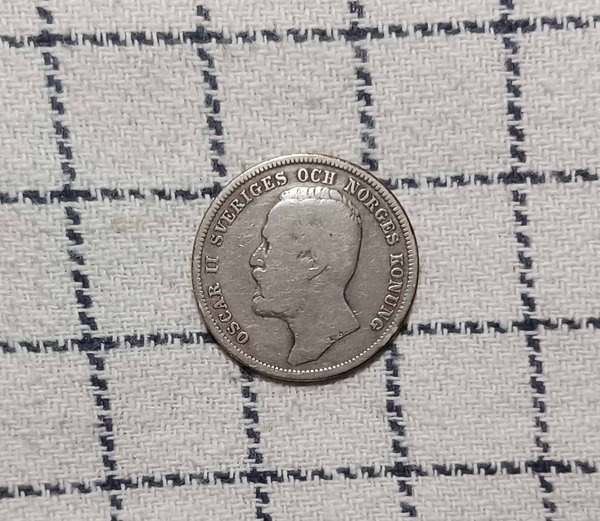 OSCAR II SVERIGES OCH NORGES KONUNG